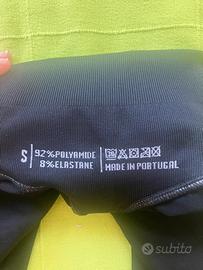 S
92%POLYAMIDE
8%ELASTANE
MADE IN PORTUGAL
subito